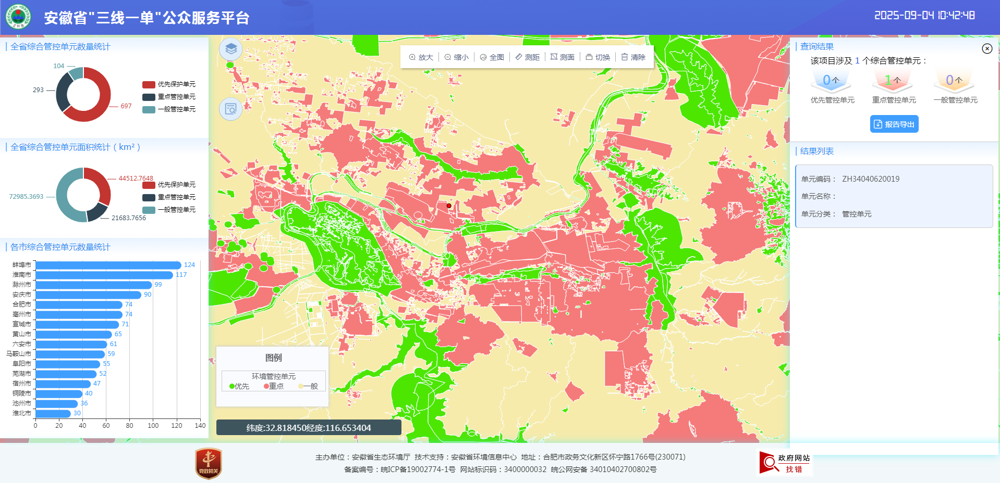 安徽省"三线一单"公众服务平台
2025-09-04 10:42:48
全省综合管控单元数量统计
104
293
697
优先保护单元
重点管控单元
一般管控单元
全省综合管控单元面积统计（km²）
44512.7648
72985.3693
21683.7656
优先保护单元
重点管控单元
一般管控单元
各市综合管控单元数量统计
蚌埠市 124
淮南市 117
滁州市 99
安庆市 90
合肥市 74
亳州市 74
宣城市 71
黄山市 65
六安市 61
马鞍山市 59
阜阳市 55
芜湖市 52
宿州市 47
铜陵市 40
池州市 36
淮北市 30
0 20 40 60 80 100 120 140
放大 缩小 全图 测距 测面 切换 清除
图例
环境管控单元
优先 重点 一般
纬度:32.818450经度:116.653404
查询结果
该项目涉及 1 个综合管控单元：
0个 1个 0个
优先管控单元 重点管控单元 一般管控单元
报告导出
结果列表
单元编码： ZH34040620019
单元名称：
单元分类： 管控单元
党政机关
主办单位：安徽省生态环境厅 技术支持：安徽省环境信息中心 地址：合肥市政务文化新区怀宁路1766号(230071)
备案编号：皖ICP备19002774-1号 网站标识码：3400000032 皖公网安备 34010402700802号
政府网站
找错
ZHB